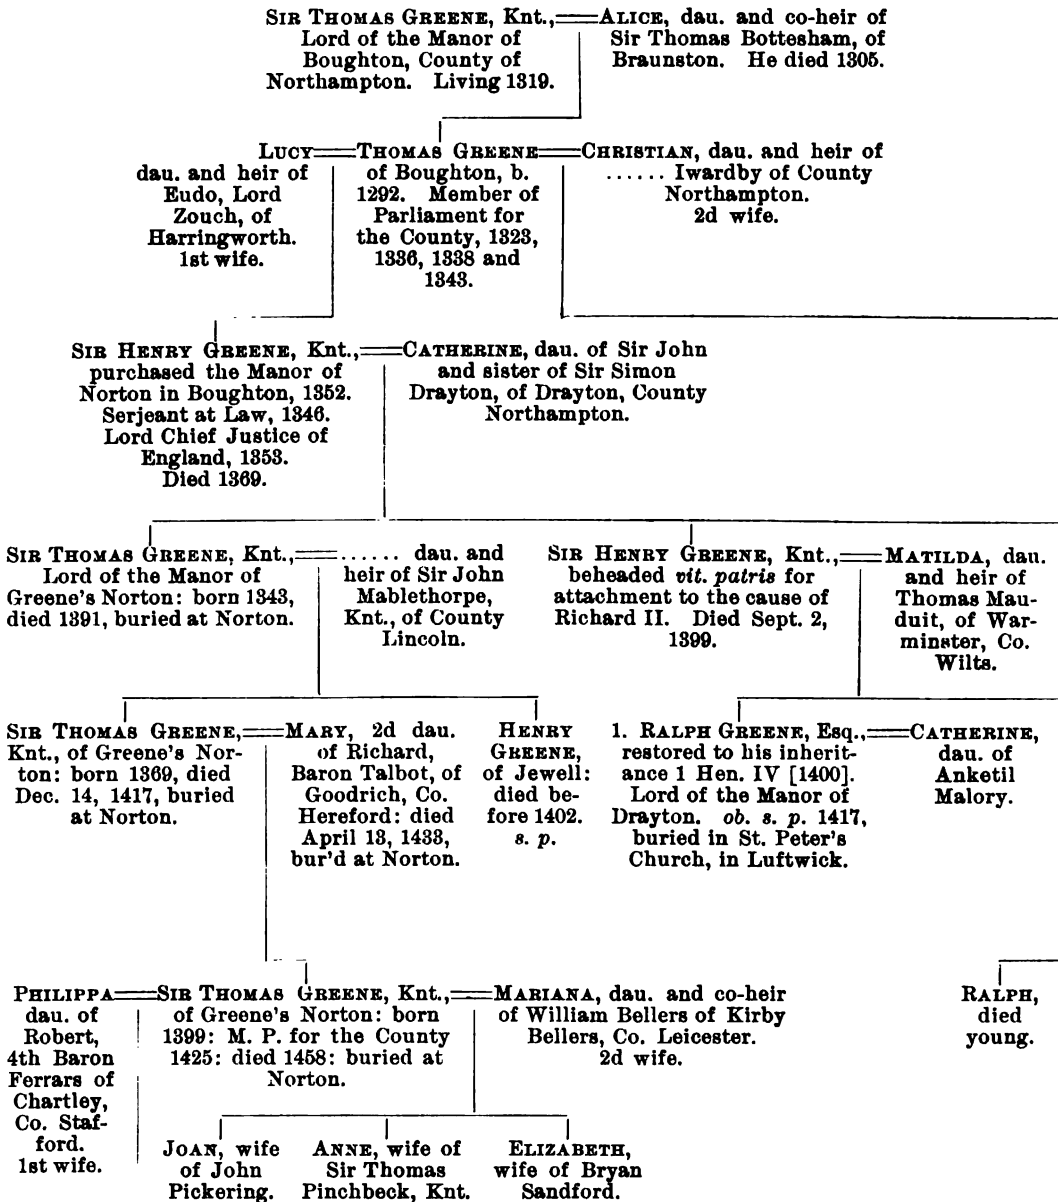 SIR THOMAS GREENE, Knt.,
Lord of the Manor of
Boughton, County of
Northampton. Living 1319.
ALICE, dau. and co-heir of
Sir Thomas Bottesham, of
Braunston. He died 1305.
LUCY
dau. and heir of
Eudo, Lord
Zouch, of
Harringworth.
1st wife.
THOMAS GREENE
of Boughton, b.
1292. Member of
Parliament for
the County, 1323,
1336, 1338 and
1343.
CHRISTIAN, dau. and heir of
...... Iwardby of County
Northampton.
2d wife.
SIR HENRY GREENE, Knt.,
purchased the Manor of
Norton in Boughton, 1352.
Serjeant at Law, 1346.
Lord Chief Justice of
England, 1353.
Died 1369.
CATHERINE, dau. of Sir John
and sister of Sir Simon
Drayton, of Drayton, County
Northampton.
SIR THOMAS GREENE, Knt.,
Lord of the Manor of
Greene's Norton: born 1343,
died 1391, buried at Norton.
...... dau. and
heir of Sir John
Mablethorpe,
Knt., of County
Lincoln.
SIR HENRY GREENE, Knt.,
beheaded vit. patris for
attachment to the cause of
Richard II. Died Sept. 2,
1399.
MATILDA, dau.
and heir of
Thomas Mau-
duit, of War-
minster, Co.
Wilts.
SIR THOMAS GREENE,
Knt., of Greene's Nor-
ton: born 1369, died
Dec. 14, 1417, buried
at Norton.
MARY, 2d dau.
of Richard,
Baron Talbot, of
Goodrich, Co.
Hereford: died
April 13, 1433,
bur'd at Norton.
HENRY
GREENE,
of Jewell:
died be-
fore 1402.
s. p.
1. RALPH GREENE, Esq.,
restored to his inherit-
ance 1 Hen. IV [1400].
Lord of the Manor of
Drayton. ob. s. p. 1417,
buried in St. Peter's
Church, in Luftwick.
CATHERINE,
dau. of
Anketil
Malory.
PHILIPPA
dau. of
Robert,
4th Baron
Ferrars of
Chartley,
Co. Staf-
ford.
1st wife.
SIR THOMAS GREENE, Knt.,
of Greene's Norton: born
1399: M. P. for the County
1425: died 1458: buried at
Norton.
MARIANA, dau. and co-heir
of William Bellers of Kirby
Bellers, Co. Leicester.
2d wife.
RALPH,
died
young.
JOAN, wife
of John
Pickering.
ANNE, wife of
Sir Thomas
Pinchbeck, Knt.
ELIZABETH,
wife of Bryan
Sandford.